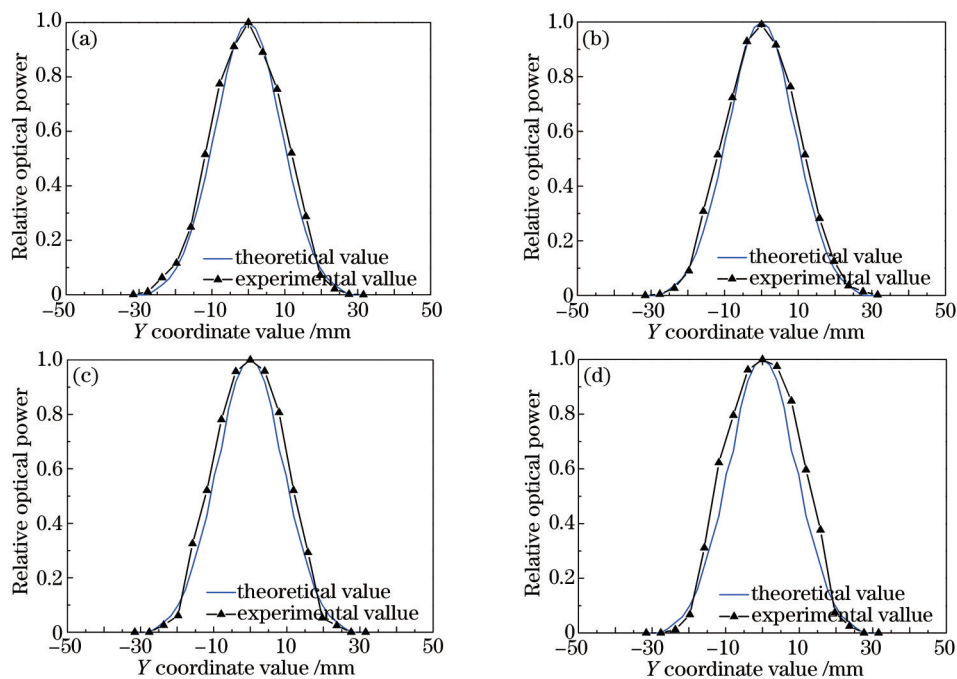 (a)
Relative optical power
1.0
0.8
0.6
0.4
0.2
0
theoretical value
experimental vallue
−50 −30 −10 10 30 50
Y coordinate value /mm
(b)
Relative optical power
1.0
0.8
0.6
0.4
0.2
0
theoretical value
experimental vallue
−50 −30 −10 10 30 50
Y coordinate value /mm
(c)
Relative optical power
1.0
0.8
0.6
0.4
0.2
0
theoretical value
experimental vallue
−50 −30 −10 10 30 50
Y coordinate value /mm
(d)
Relative optical power
1.0
0.8
0.6
0.4
0.2
0
theoretical value
experimental vallue
−50 −30 −10 10 30 50
Y coordinate value /mm